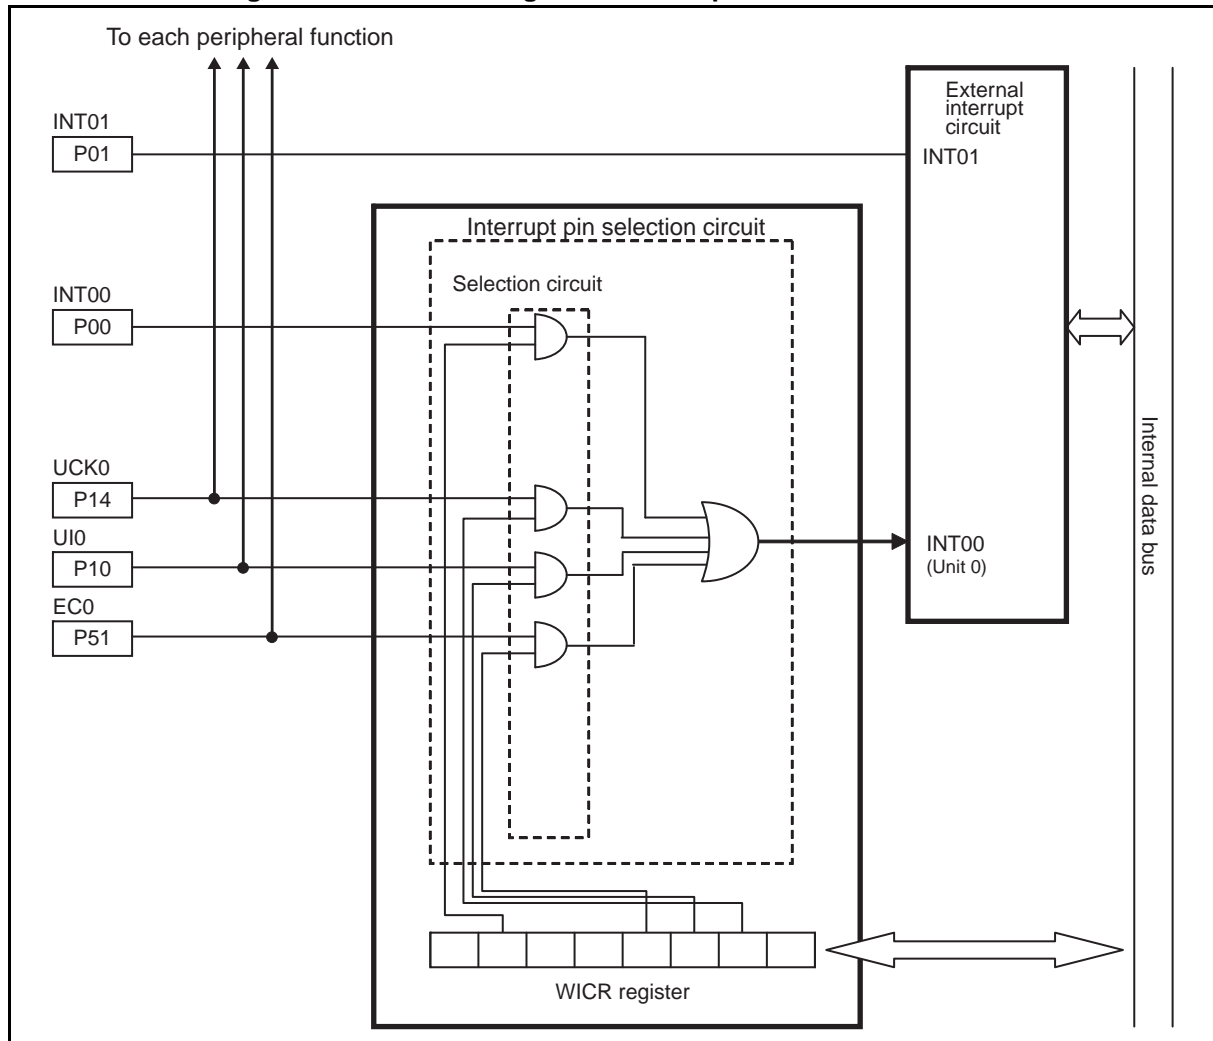 To each peripheral function
INT01
P01
External
interrupt
circuit
INT01
Interrupt pin selection circuit
Selection circuit
INT00
P00
UCK0
P14
UI0
P10
EC0
P51
INT00
(Unit 0)
Internal data bus
WICR register